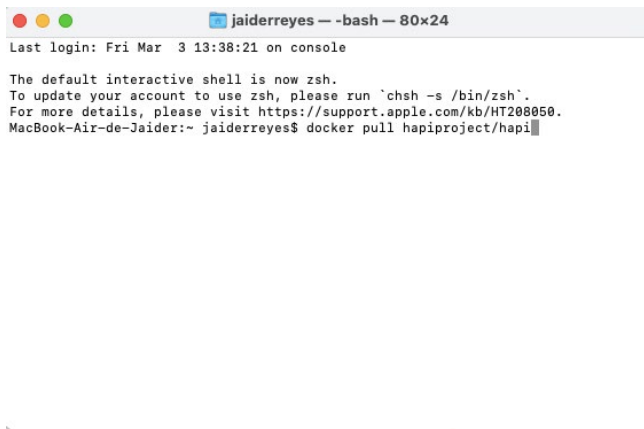 jaiderreyes — -bash — 80×24
Last login: Fri Mar  3 13:38:21 on console
The default interactive shell is now zsh.
To update your account to use zsh, please run `chsh -s /bin/zsh`.
For more details, please visit https://support.apple.com/kb/HT208050.
MacBook-Air-de-Jaider:~ jaiderreyes$ docker pull hapiproject/hapi